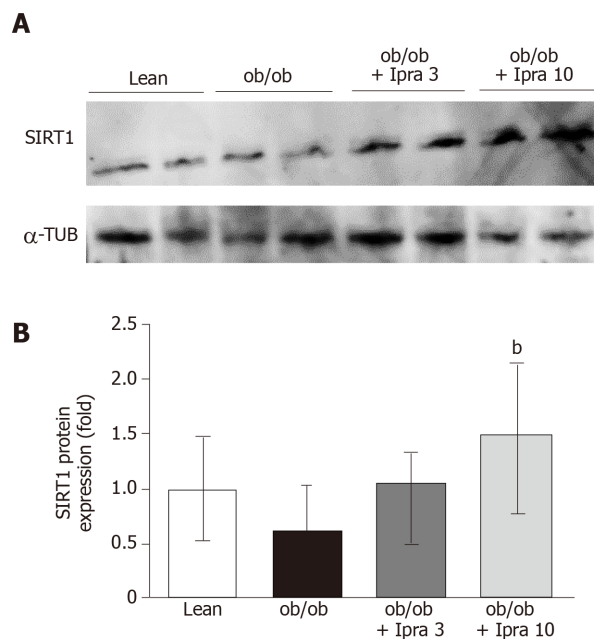 A
Lean
ob/ob
ob/ob
+ Ipra 3
ob/ob
+ Ipra 10
SIRT1
α-TUB
B
SIRT1 protein
expression (fold)
2.5
2.0
1.5
1.0
0.5
0
b
Lean
ob/ob
ob/ob
+ Ipra 3
ob/ob
+ Ipra 10